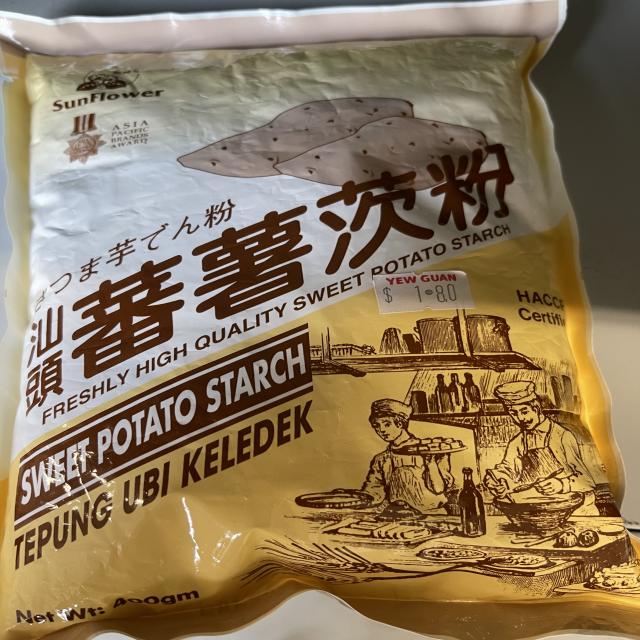 SunFlower
ASIA
PACIFIC
BRANDS
AWARD
さつま芋でん粉
汕頭
蕃薯茨粉
FRESHLY HIGH QUALITY SWEET POTATO STARCH
YEW GUAN
$ 1.80
HACCP
SWEET POTATO STARCH
TEPUNG UBI KELEDEK
Net Wt: 400gm